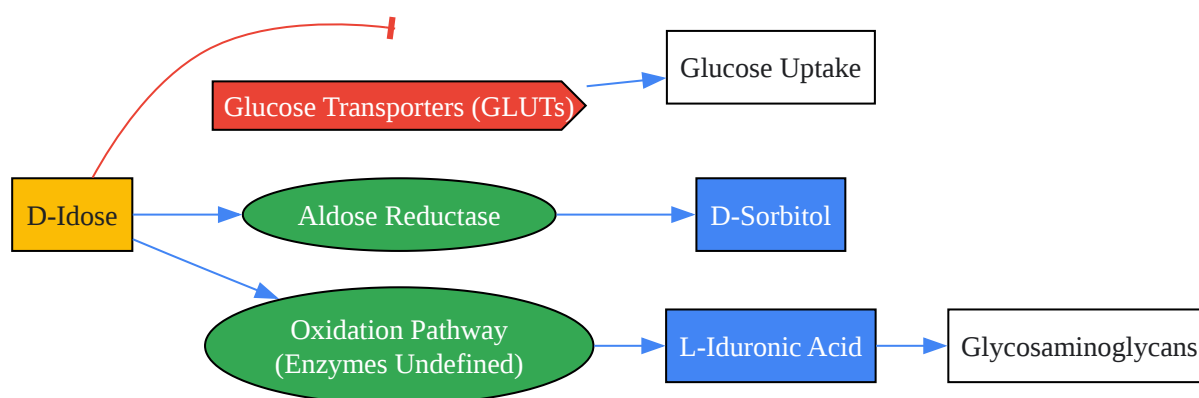 Glucose Uptake
Glucose Transporters (GLUTs)
D-Idose
Aldose Reductase
D-Sorbitol
Oxidation Pathway
(Enzymes Undefined)
L-Iduronic Acid
Glycosaminoglycans